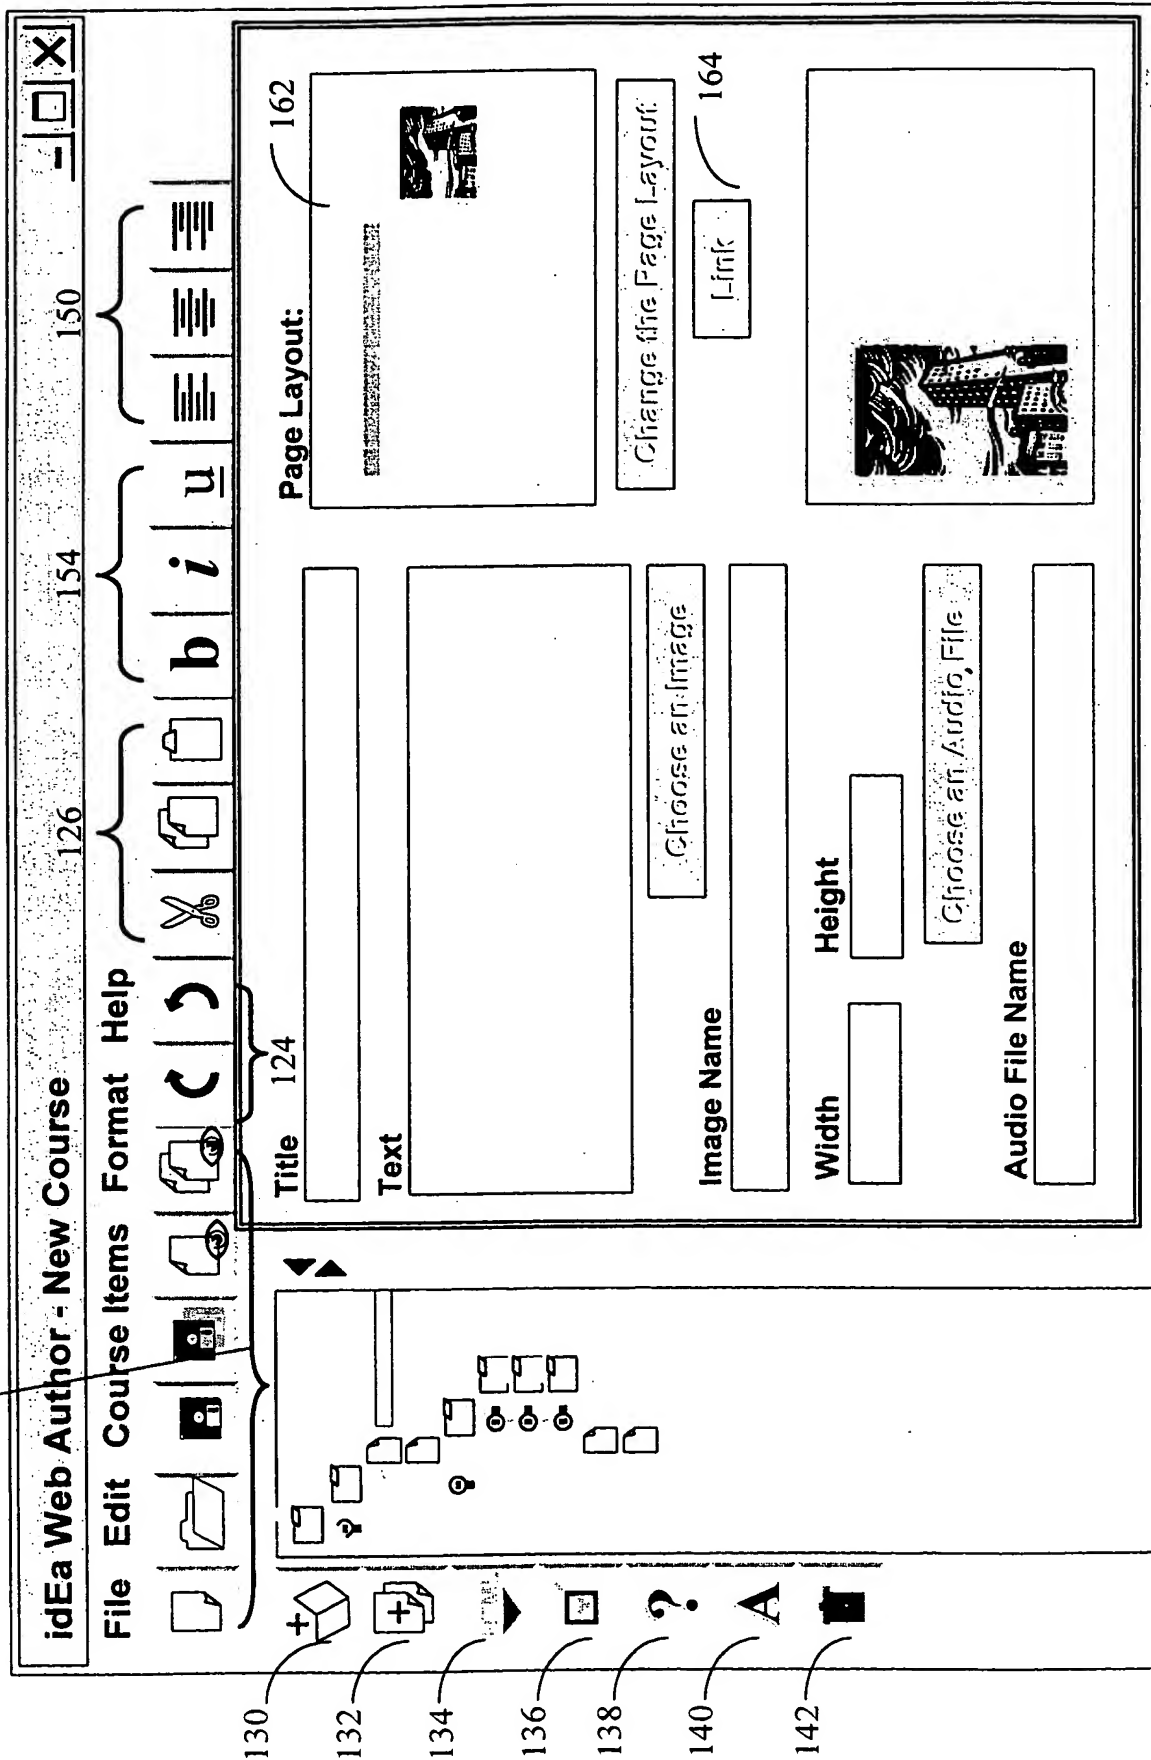 idEa Web Author - New Course
File Edit Course Items Format Help
126
154
150
b i u
124
130
132
134
136
138
140
142
?
A
Title
Text
Choose an Image
Image Name
Width Height
Choose an Audio File
Audio File Name
Page Layout:
162
Change the Page Layout
Link
164